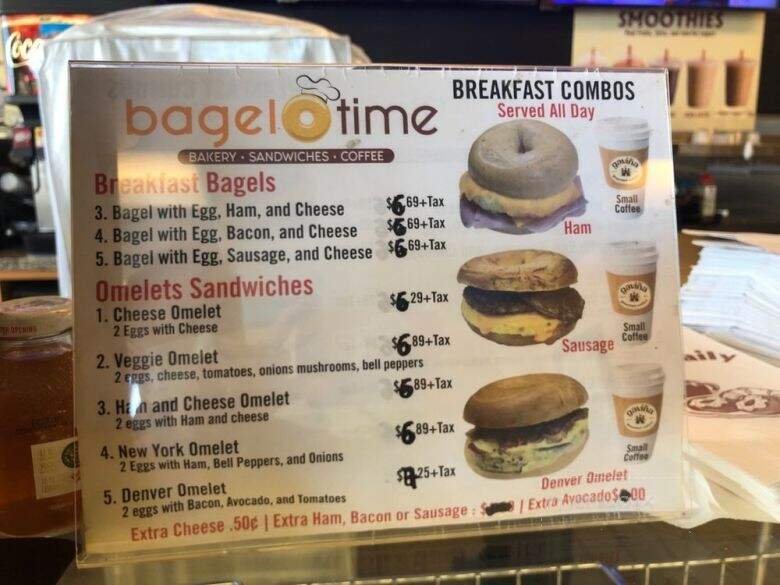 Coca
SMOOTHIES
bagel time
BAKERY • SANDWICHES • COFFEE
BREAKFAST COMBOS
Served All Day
Breakfast Bagels
3. Bagel with Egg, Ham, and Cheese $6.69+Tax
4. Bagel with Egg, Bacon, and Cheese $6.69+Tax
5. Bagel with Egg, Sausage, and Cheese $6.69+Tax
gaviña
Small
Coffee
Ham
Omelets Sandwiches
1. Cheese Omelet $6.29+Tax
2 Eggs with Cheese
2. Veggie Omelet $6.89+Tax
2 eggs, cheese, tomatoes, onions mushrooms, bell peppers
gaviña
Small
Coffee
Sausage
3. Ham and Cheese Omelet $6.89+Tax
2 eggs with Ham and cheese
4. New York Omelet $6.89+Tax
2 Eggs with Ham, Bell Peppers, and Onions
5. Denver Omelet 25+Tax
2 eggs with Bacon, Avocado, and Tomatoes
gaviña
Small
Coffee
Denver Omelet
Extra Cheese .50¢ | Extra Ham, Bacon or Sausage : $ | Extra Avocado $ 00